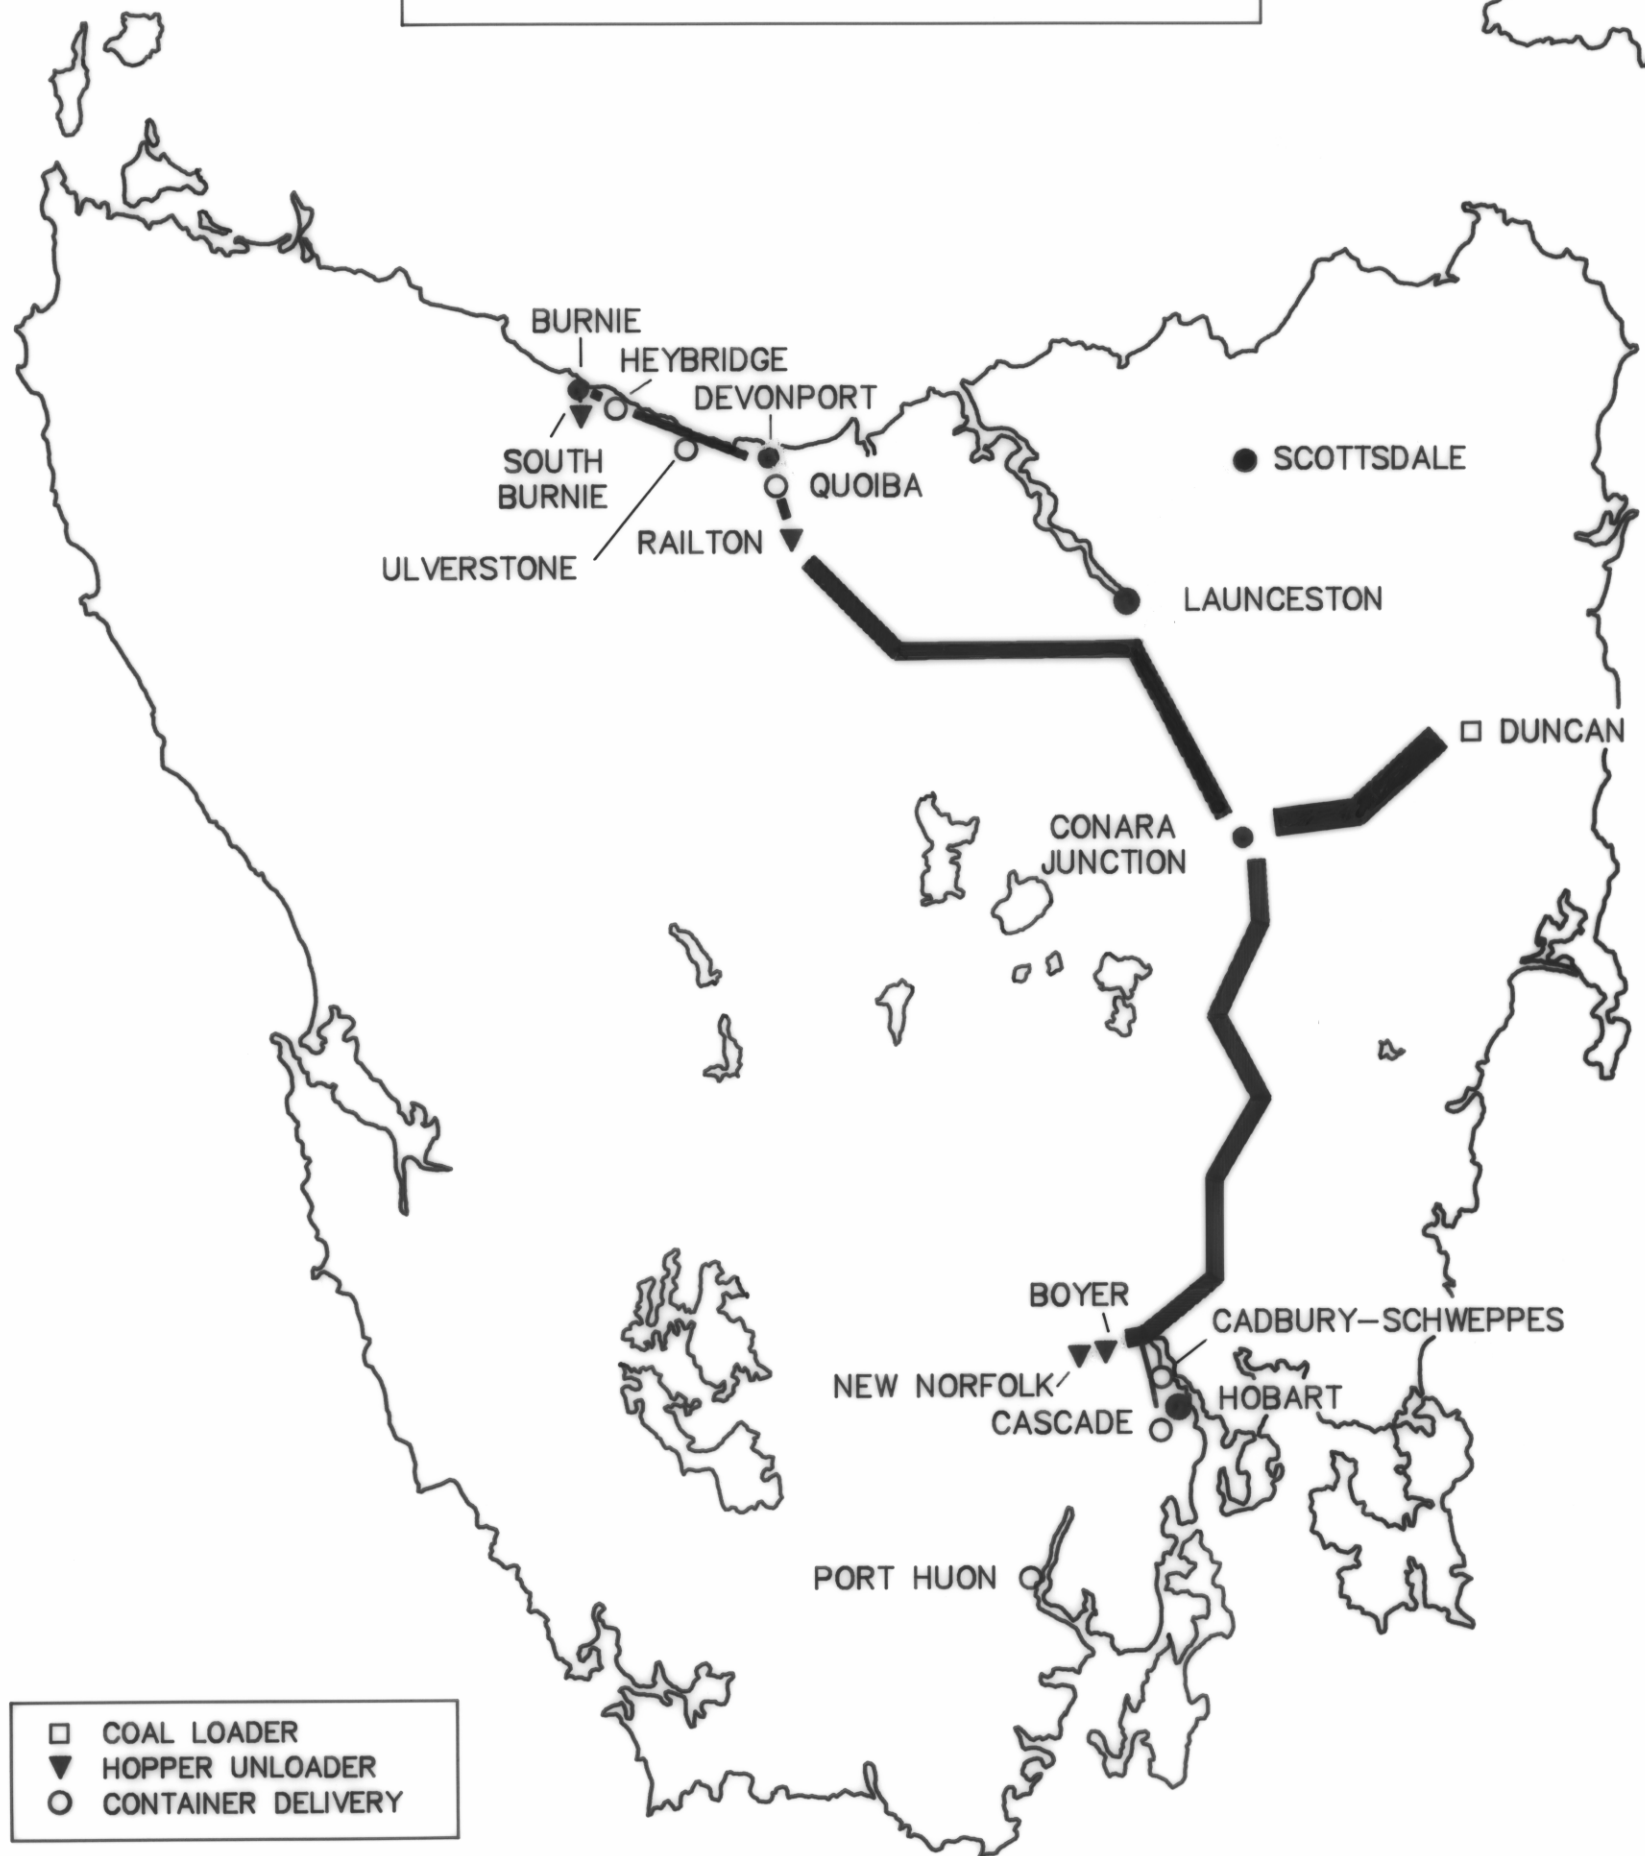 BURNIE
HEYBRIDGE
DEVONPORT
SOUTH
BURNIE
QUOIBA
SCOTTSDALE
RAILTON
ULVERSTONE
LAUNCESTON
DUNCAN
CONARA
JUNCTION
BOYER
CADBURY–SCHWEPPES
NEW NORFOLK
HOBART
CASCADE
PORT HUON
COAL LOADER
HOPPER UNLOADER
CONTAINER DELIVERY